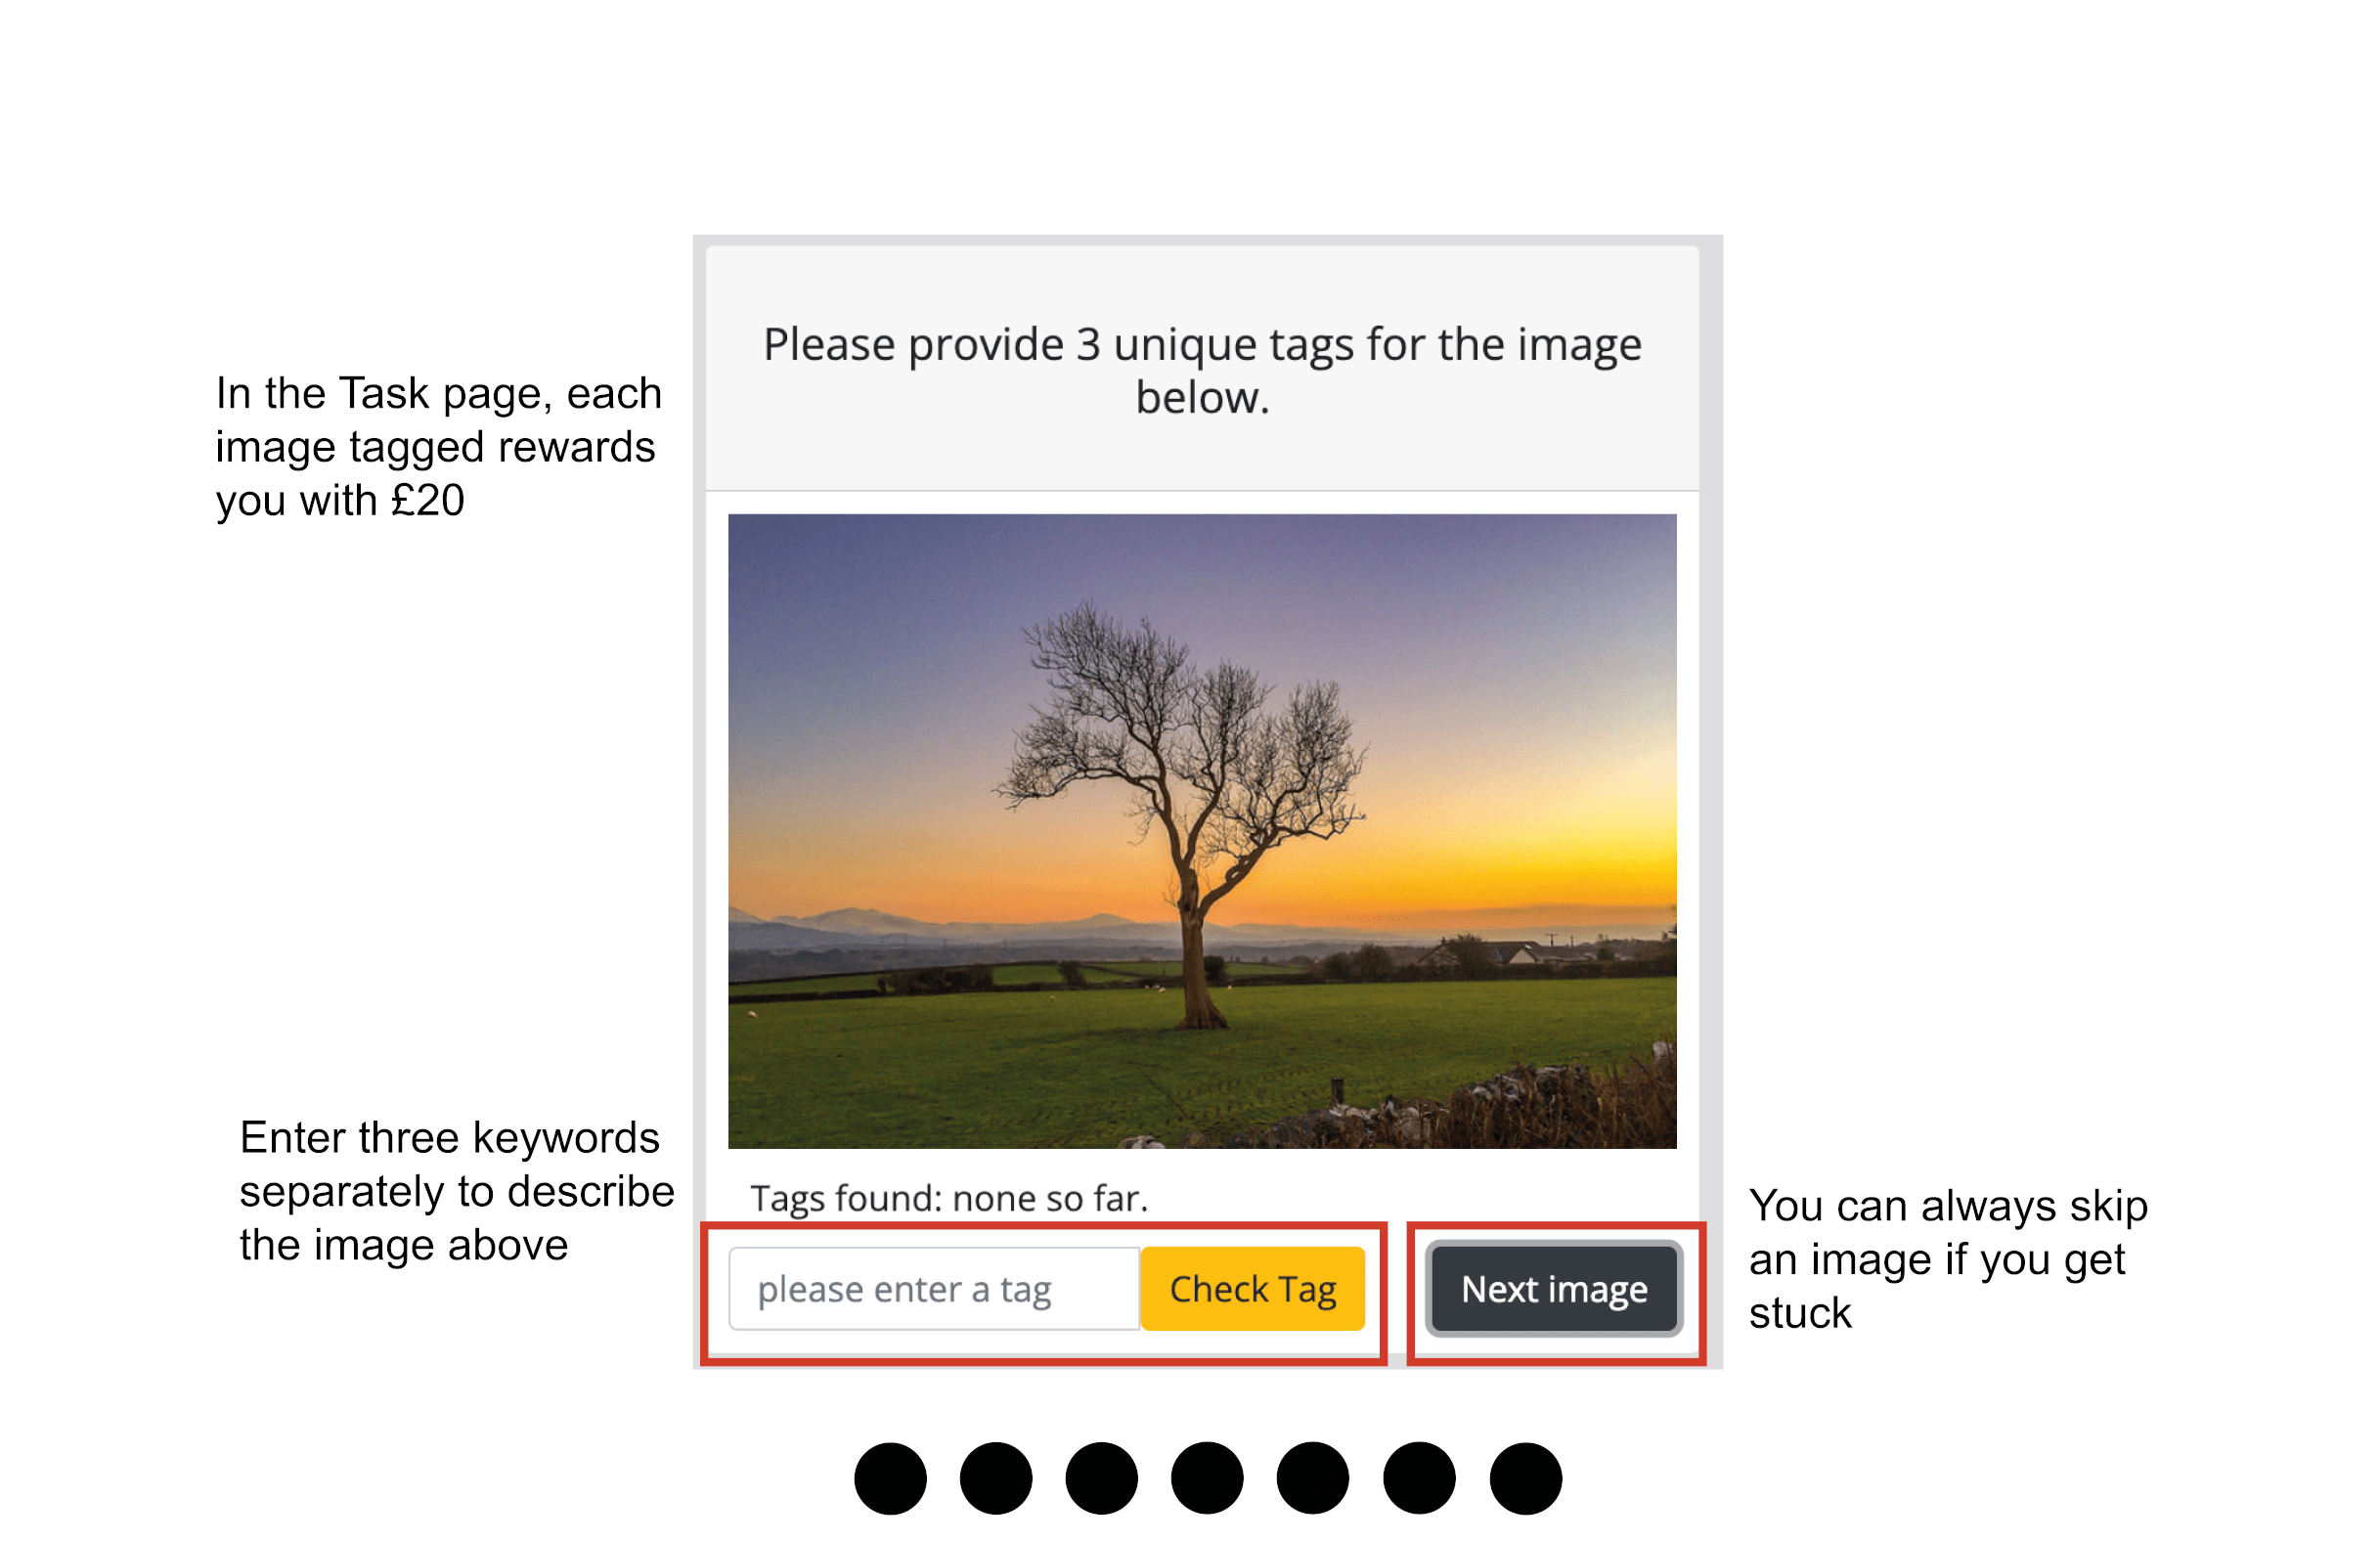 Please provide 3 unique tags for the image
below.
In the Task page, each
image tagged rewards
you with £20
Enter three keywords
separately to describe
the image above
Tags found: none so far.
please enter a tag
Check Tag
Next image
You can always skip
an image if you get
stuck